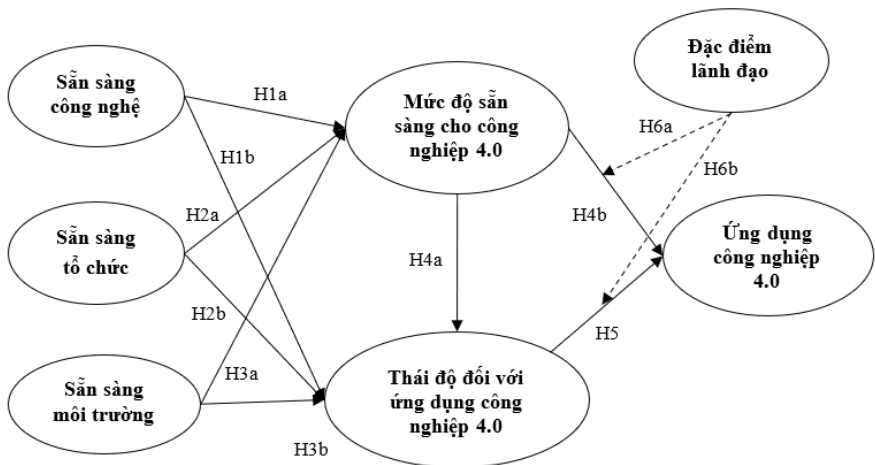 Sẵn sàng
công nghệ
Sẵn sàng
tổ chức
Sẵn sàng
môi trường
H1a
H1b
H2a
H2b
H3a
H3b
Mức độ sẵn
sàng cho công
nghiệp 4.0
H4a
Thái độ đối với
ứng dụng công
nghiệp 4.0
Đặc điểm
lãnh đạo
H6a
H6b
H4b
H5
Ứng dụng
công nghiệp
4.0